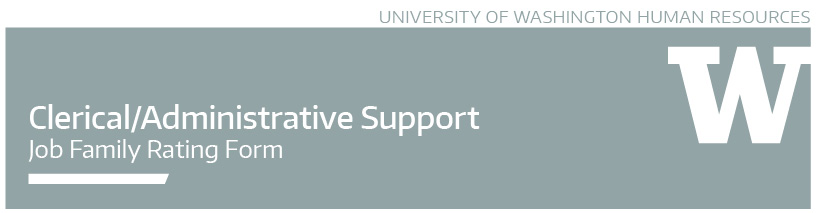 UNIVERSITY OF WASHINGTON HUMAN RESOURCES
W
Clerical/Administrative Support
Job Family Rating Form